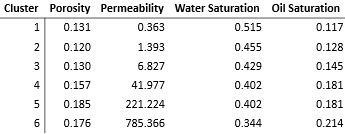 Cluster Porosity Permeability Water Saturation Oil Saturation
1 0.131 0.363 0.515 0.117
2 0.120 1.393 0.455 0.128
3 0.130 6.827 0.429 0.145
4 0.157 41.977 0.402 0.181
5 0.185 221.224 0.402 0.181
6 0.176 785.366 0.344 0.214